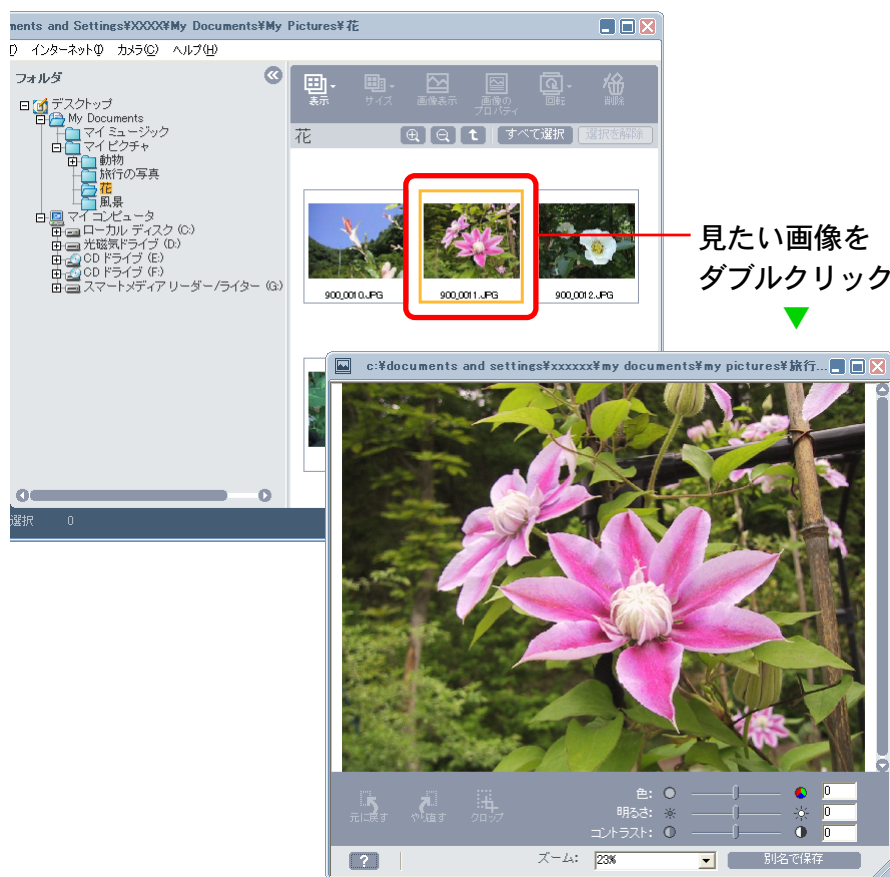 ments and Settings¥XXXX¥My Documents¥My Pictures¥花
インターネット(I) カメラ(C) ヘルプ(H)
フォルダ
デスクトップ
My Documents
マイ ミュージック
マイ ピクチャ
動物
旅行の写真
花
風景
マイ コンピュータ
ローカル ディスク (C:)
光磁気ドライブ (D:)
CD ドライブ (E:)
CD ドライブ (F:)
スマートメディア リーダー/ライター (G:)
選択 0
表示 サイズ 画像表示 画像のプロパティ 回転 削除
花 すべて選択 選択を解除
900_0010.JPG 900_0011.JPG 900_0012.JPG
見たい画像を
ダブルクリック
c:¥documents and settings¥xxxxxx¥my documents¥my pictures¥旅行...
元に戻す やり直す クロップ
色: 0
明るさ: 0
コントラスト: 0
? ズーム: 23% 別名で保存